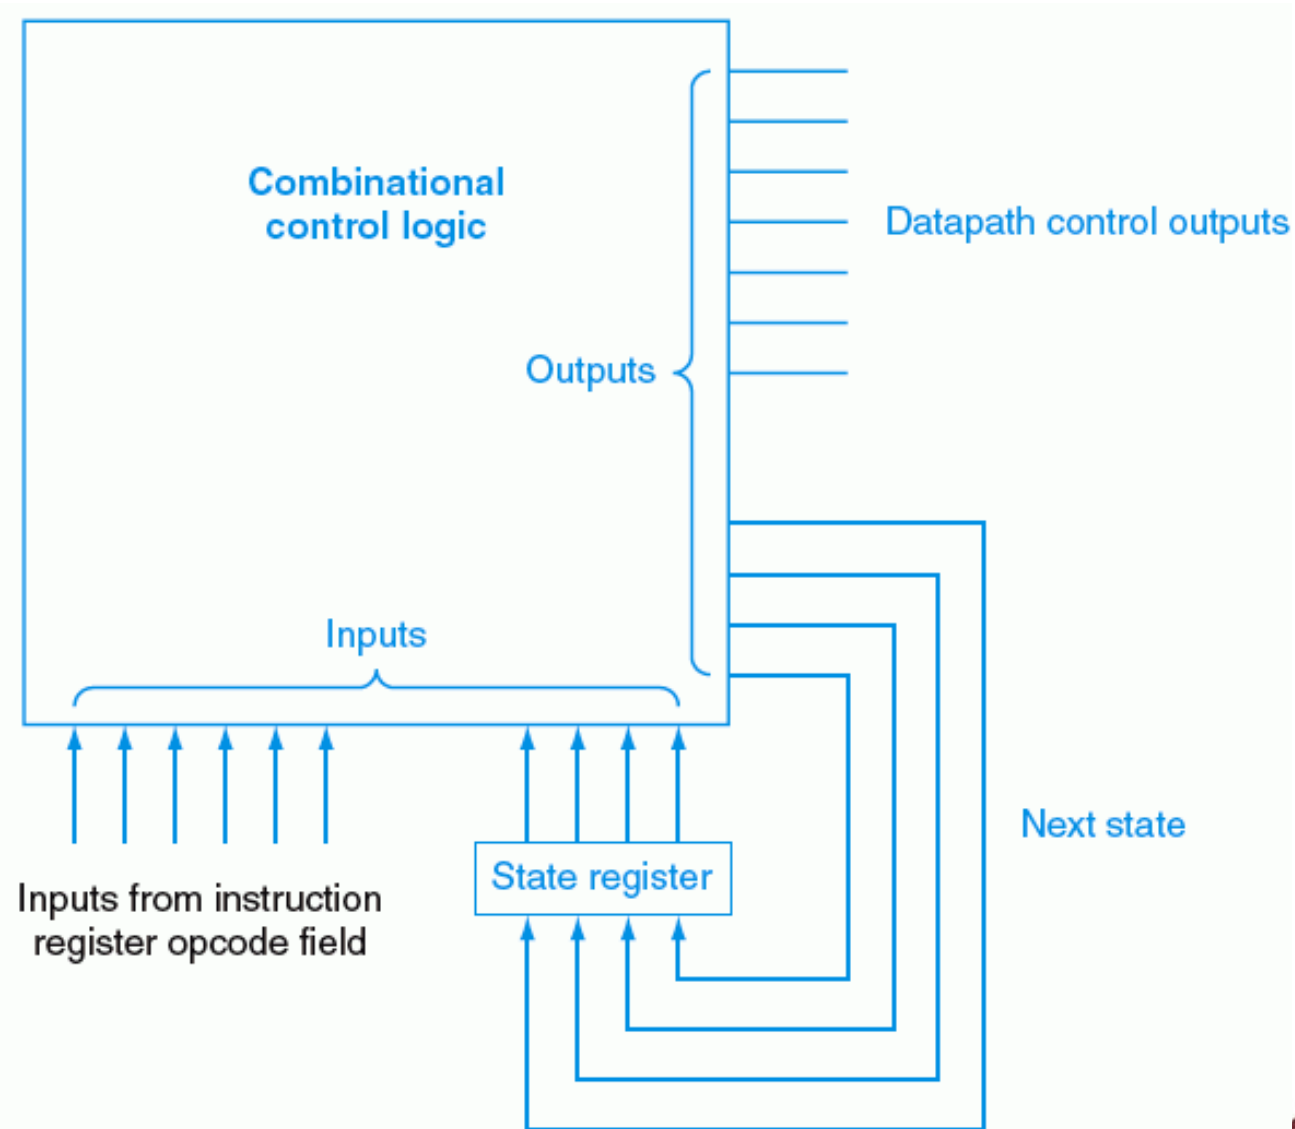 Combinational
control logic
Datapath control outputs
Outputs
Inputs
Next state
State register
Inputs from instruction
register opcode field